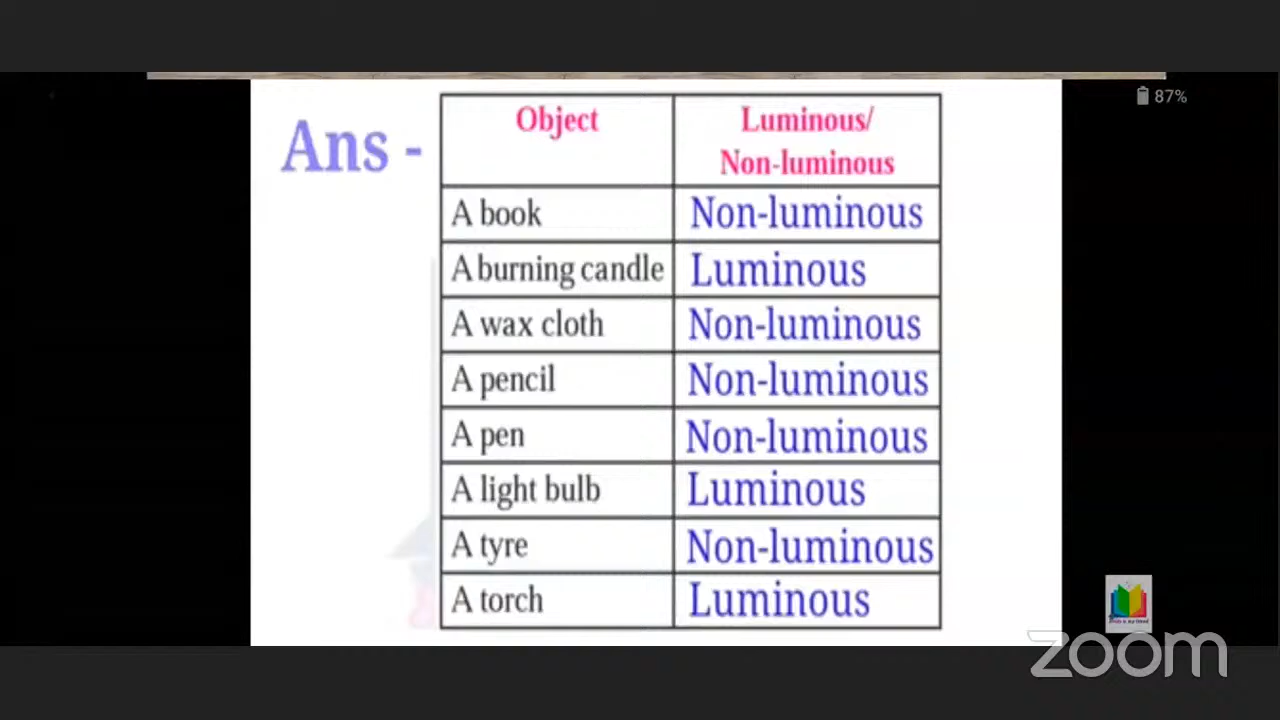 87%
Ans -
Object
Luminous/
Non-luminous
A book Non-luminous
A burning candle Luminous
A wax cloth Non-luminous
A pencil Non-luminous
A pen Non-luminous
A light bulb Luminous
A tyre Non-luminous
A torch Luminous
zoom